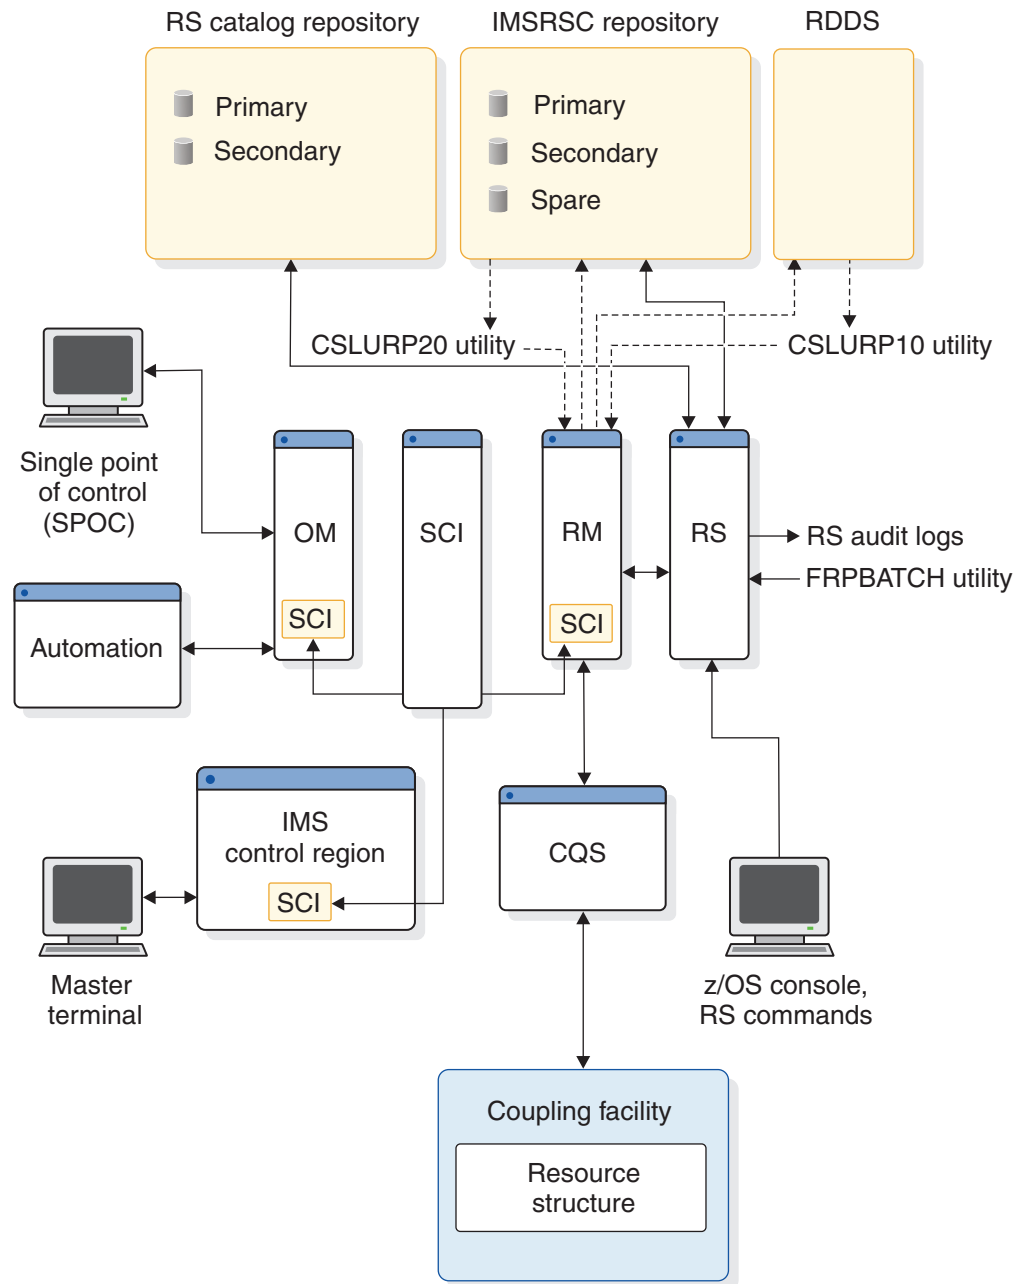 RS catalog repository
IMSRSC repository
RDDS
Primary
Secondary
Primary
Secondary
Spare
CSLURP20 utility
CSLURP10 utility
Single point
of control
(SPOC)
OM
SCI
SCI
RM
SCI
RS
RS audit logs
FRPBATCH utility
Automation
IMS
control region
SCI
CQS
Master
terminal
z/OS console,
RS commands
Coupling facility
Resource
structure